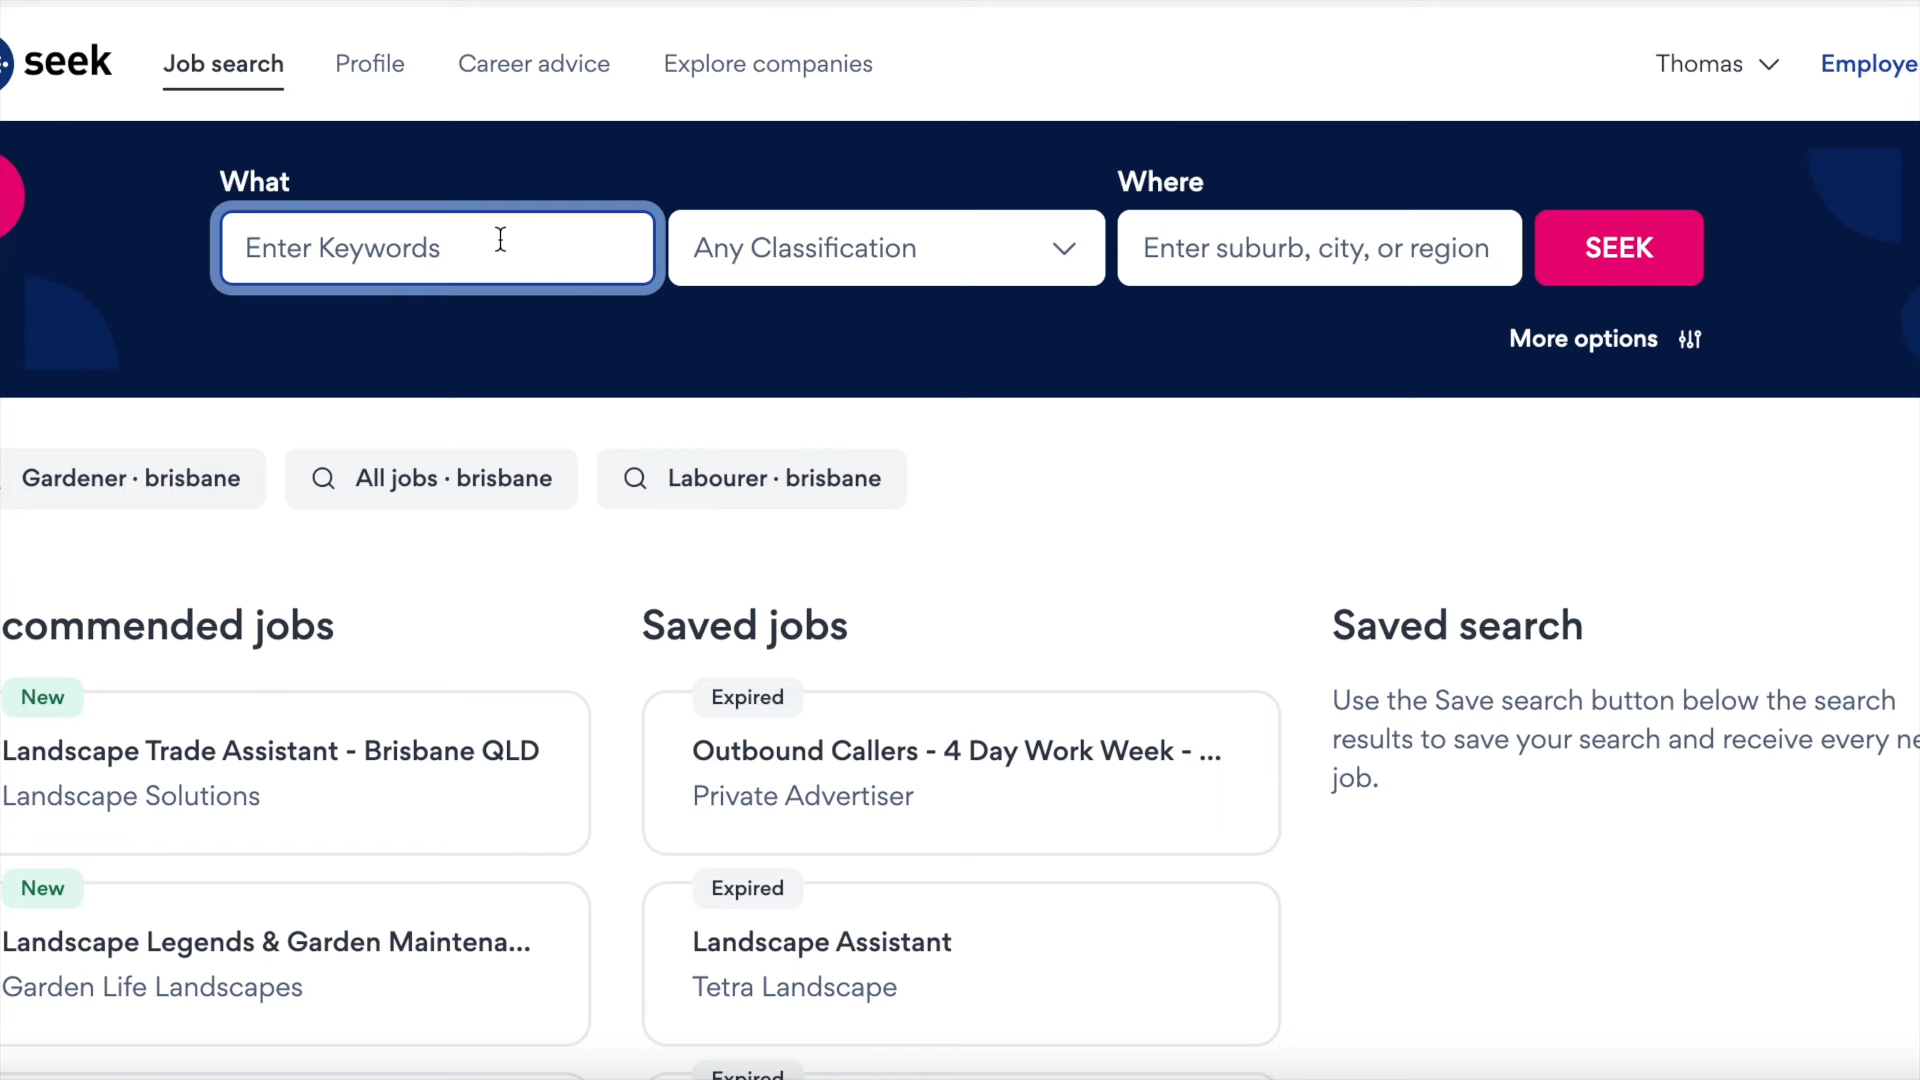 seek
Job search
Profile
Career advice
Explore companies
Thomas
Employe
What
Where
Enter Keywords
Any Classification
Enter suburb, city, or region
SEEK
More options
Gardener · brisbane
All jobs · brisbane
Labourer · brisbane
commended jobs
New
Landscape Trade Assistant - Brisbane QLD
Landscape Solutions
New
Landscape Legends & Garden Maintena...
Garden Life Landscapes
Saved jobs
Expired
Outbound Callers - 4 Day Work Week - ...
Private Advertiser
Expired
Landscape Assistant
Tetra Landscape
Expired
Saved search
Use the Save search button below the search
results to save your search and receive every ne
job.